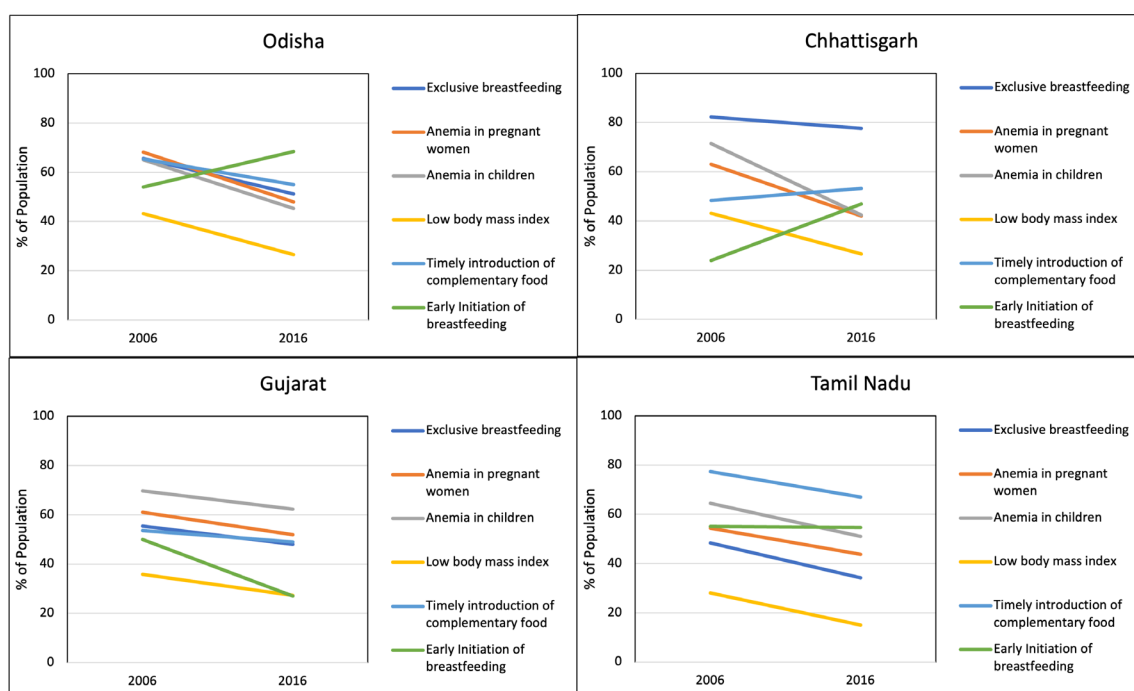 Odisha
% of Population
100
80
60
40
20
0
2006
2016
Exclusive breastfeeding
Anemia in pregnant
women
Anemia in children
Low body mass index
Timely introduction of
complementary food
Early Initiation of
breastfeeding
Chhattisgarh
% of Population
100
80
60
40
20
0
2006
2016
Exclusive breastfeeding
Anemia in pregnant
women
Anemia in children
Low body mass index
Timely introduction of
complementary food
Early Initiation of
breastfeeding
Gujarat
% of Population
100
80
60
40
20
0
2006
2016
Exclusive breastfeeding
Anemia in pregnant
women
Anemia in children
Low body mass index
Timely introduction of
complementary food
Early Initiation of
breastfeeding
Tamil Nadu
% of Population
100
80
60
40
20
0
2006
2016
Exclusive breastfeeding
Anemia in pregnant
women
Anemia in children
Low body mass index
Timely introduction of
complementary food
Early Initiation of
breastfeeding